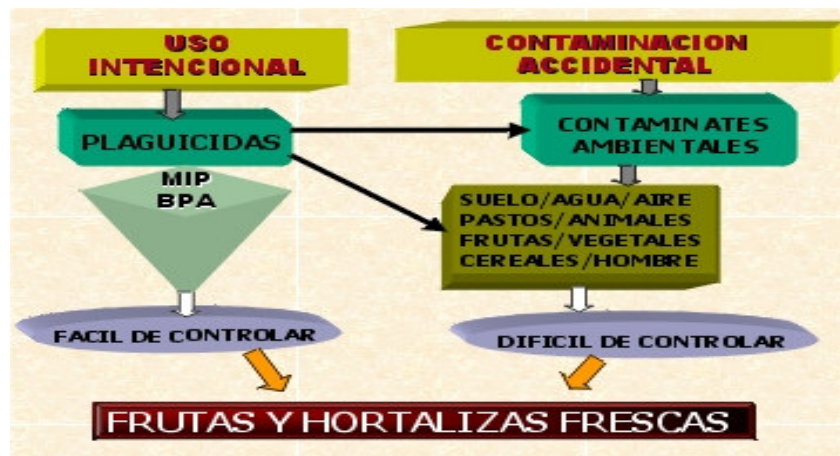 USO
INTENCIONAL
CONTAMINACION
ACCIDENTAL
PLAGUICIDAS
CONTAMINATES
AMBIENTALES
MIP
BPA
SUELO/AGUA/AIRE
PASTOS/ANIMALES
FRUTAS/VEGETALES
CEREALES/HOMBRE
FACIL DE CONTROLAR
DIFICIL DE CONTROLAR
FRUTAS Y HORTALIZAS FRESCAS